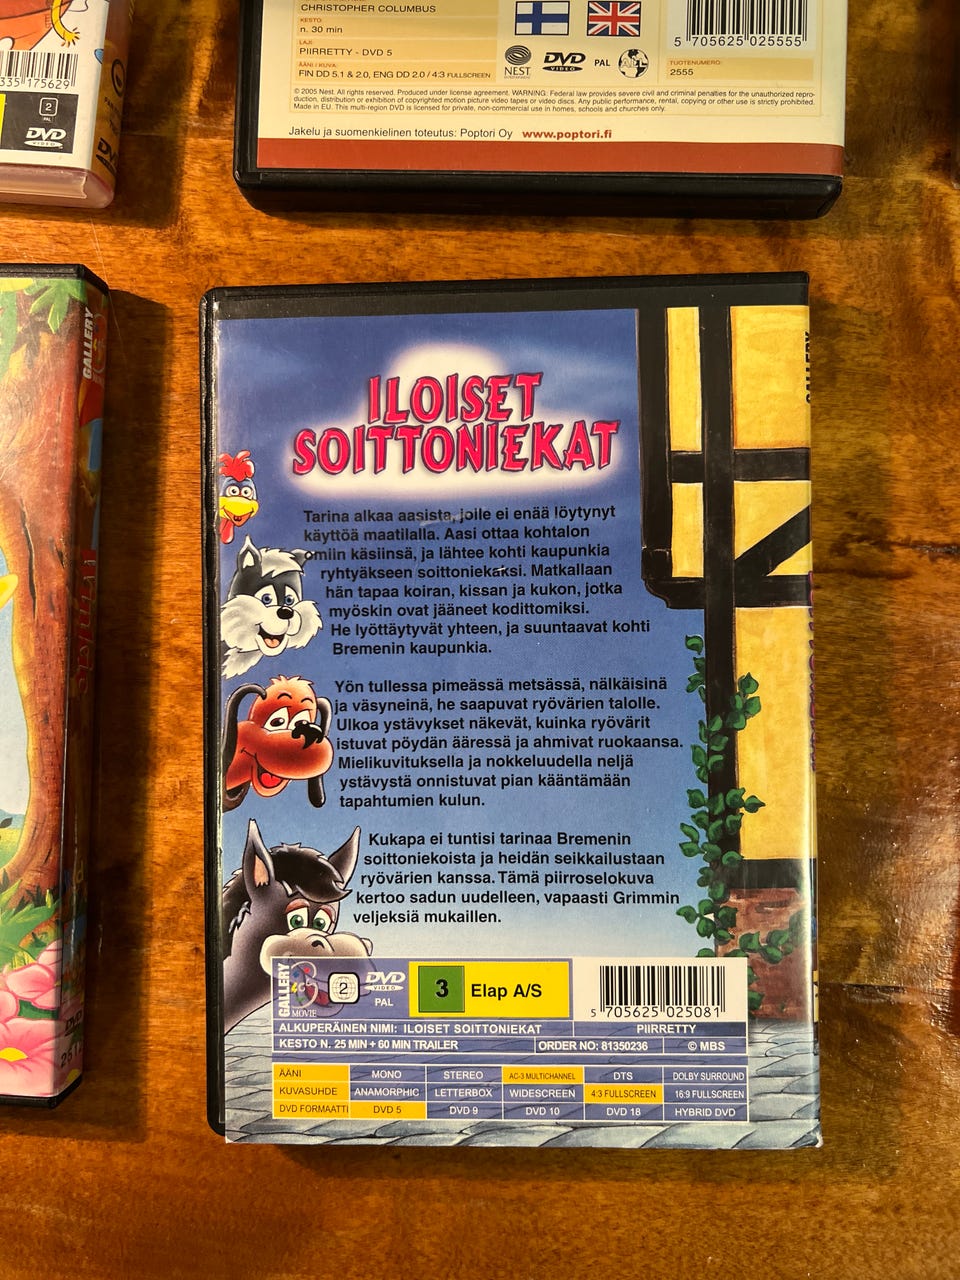 335 175629
2
PAL
DVD
VIDEO
CHRISTOPHER COLUMBUS
KESTO:
n. 30 min
LAJI:
PIIRRETTY - DVD 5
ÄÄNI / KUVA:
FIN DD 5.1 & 2.0, ENG DD 2.0 / 4:3 FULLSCREEN
NEST
DVD
VIDEO
PAL
ALL
5 705625 025555
TUOTENUMERO:
2555
© 2005 Nest. All rights reserved. Produced under license agreement. WARNING: Federal law provides severe civil and criminal penalties for the unauthorized repro-
duction, distribution or exhibition of copyrighted motion picture video tapes or video discs. Any public performance, rental, copying or other use is strictly prohibited.
Made in EU. This multi-region DVD is licensed for private, non-commercial use in homes, schools and churches only.
Jakelu ja suomenkielinen toteutus: Poptori Oy www.poptori.fi
GALLERY
ILOISET
SOITTONIEKAT
Tarina alkaa aasista, joile ei enää löytynyt
käyttöä maatilalla. Aasi ottaa kohtalon
omiin käsiinsä, ja lähtee kohti kaupunkia
ryhtyäkseen soittoniekaksi. Matkallaan
hän tapaa koiran, kissan ja kukon, jotka
myöskin ovat jääneet kodittomiksi.
He lyöttäytyvät yhteen, ja suuntaavat kohti
Bremenin kaupunkia.
Yön tullessa pimeässä metsässä, nälkäisinä
ja väsyneinä, he saapuvat ryövärien talolle.
Ulkoa ystävykset näkevät, kuinka ryövärit
istuvat pöydän ääressä ja ahmivat ruokaansa.
Mielikuvituksella ja nokkeluudella neljä
ystävystä onnistuvat pian kääntämään
tapahtumien kulun.
Kukapa ei tuntisi tarinaa Bremenin
soittoniekoista ja heidän seikkailustaan
ryövärien kanssa. Tämä piirroselokuva
kertoo sadun uudelleen, vapaasti Grimmin
veljeksiä mukaillen.
GALLERY
MOVIE
2
DVD
VIDEO
PAL
3 Elap A/S
5 705625 025081
ALKUPERÄINEN NIMI: ILOISET SOITTONIEKAT PIIRRETTY
KESTO N. 25 MIN + 60 MIN TRAILER ORDER NO: 81350236 © MBS
ÄÄNI MONO STEREO AC-3 MULTICHANNEL DTS DOLBY SURROUND
KUVASUHDE ANAMORPHIC LETTERBOX WIDESCREEN 4:3 FULLSCREEN 16:9 FULLSCREEN
DVD FORMAATTI DVD 5 DVD 9 DVD 10 DVD 18 HYBRID DVD